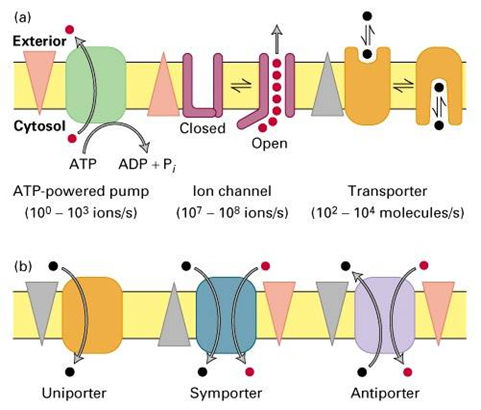 (a)
Exterior
Cytosol
Closed
Open
ATP ADP + Pi
ATP-powered pump
(10⁰ – 10³ ions/s)
Ion channel
(10⁷ – 10⁸ ions/s)
Transporter
(10² – 10⁴ molecules/s)
(b)
Uniporter
Symporter
Antiporter